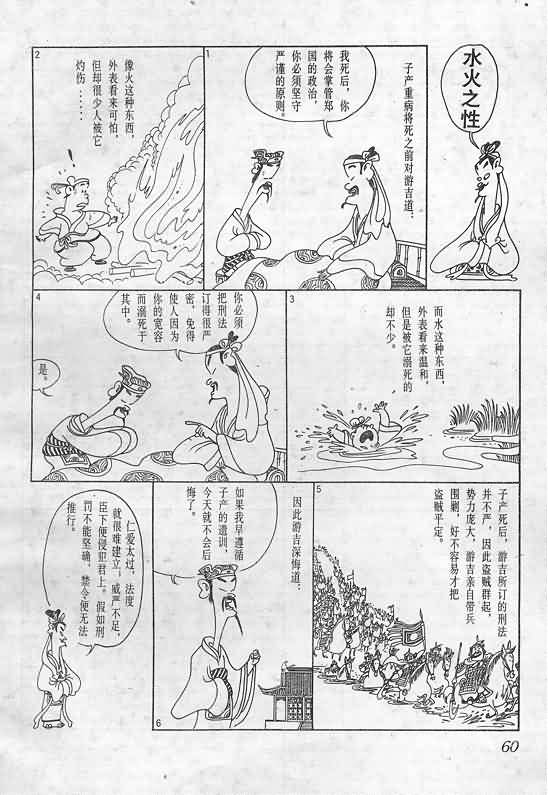 水火之性
子产重病将死之前对游吉道：
1
我死后，你
将会掌管郑
国的政治，
你必须坚守
严谨的原则。
2
像火这种东西，
外表看来可怕，
但却很少人被它
灼伤……
3
而水这种东西，
外表看来温和，
但是被它溺死的
却不少。
4
你必须
把刑法
订得很严
密，免得
使人因为
你的宽容
而溺死于
其中。
是。
5
子产死后，游吉所订的刑法
并不严，因此盗贼群起，
势力庞大，游吉亲自带兵
围剿，好不容易才把
盗贼平定。
因此游吉深悔道：
如果我早遵循
子产的遗训，
今天就不会后
悔了。
6
仁爱太过，法度
就很难建立；威严不足，
臣下便侵犯君上。假如刑
罚不能坚确，禁令便无法
推行。
60